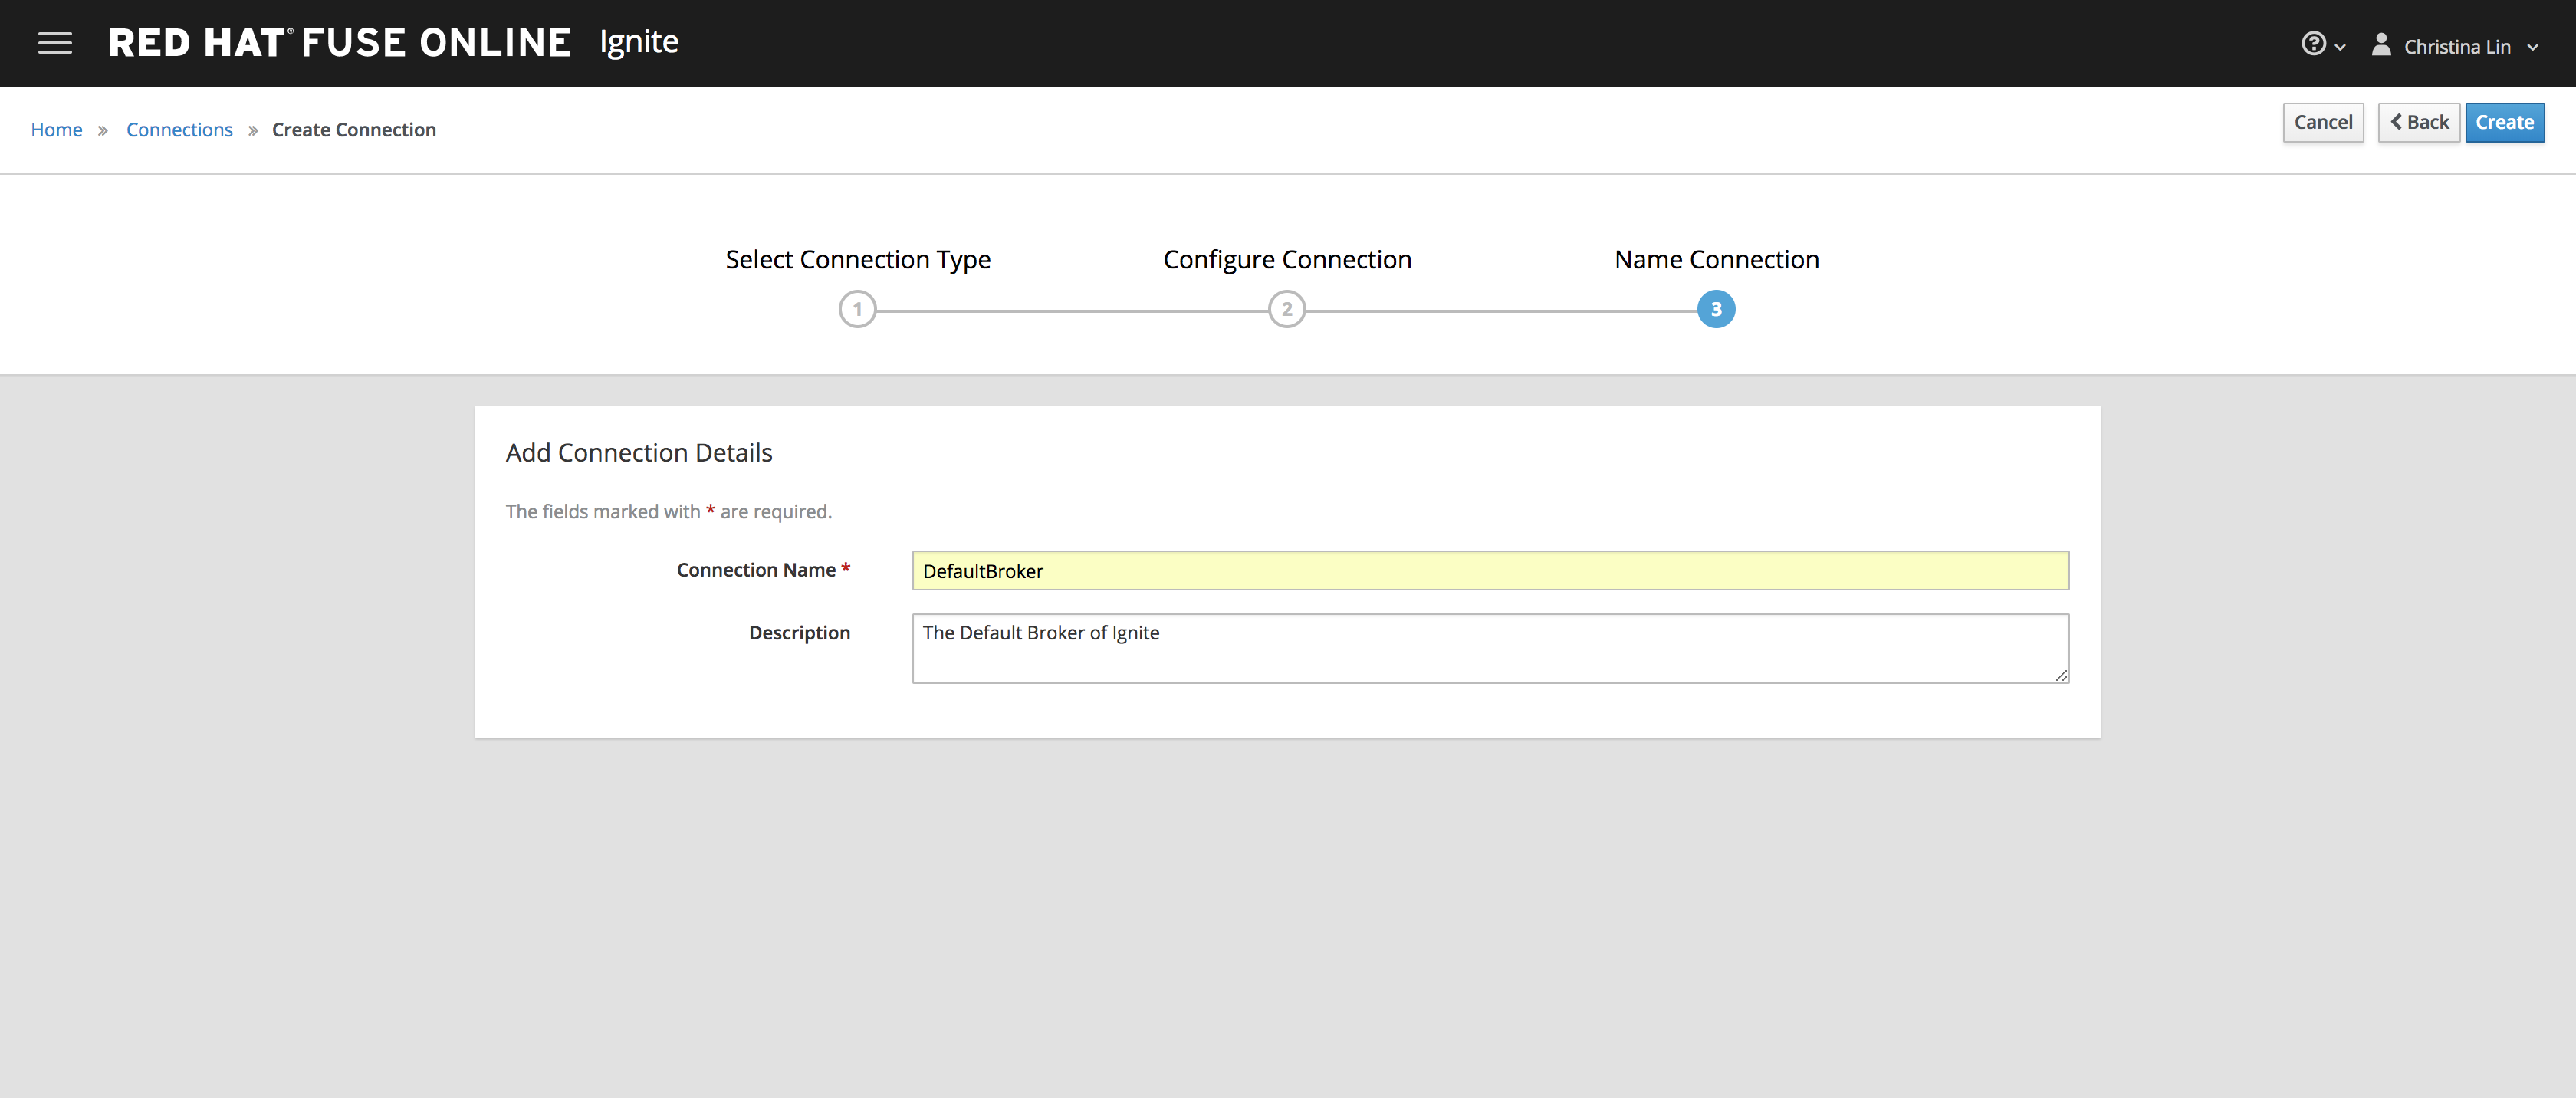 RED HAT® FUSE ONLINE Ignite
? Christina Lin
Home » Connections » Create Connection
Cancel < Back Create
Select Connection Type Configure Connection Name Connection
1 2 3
Add Connection Details
The fields marked with * are required.
Connection Name * DefaultBroker
Description The Default Broker of Ignite